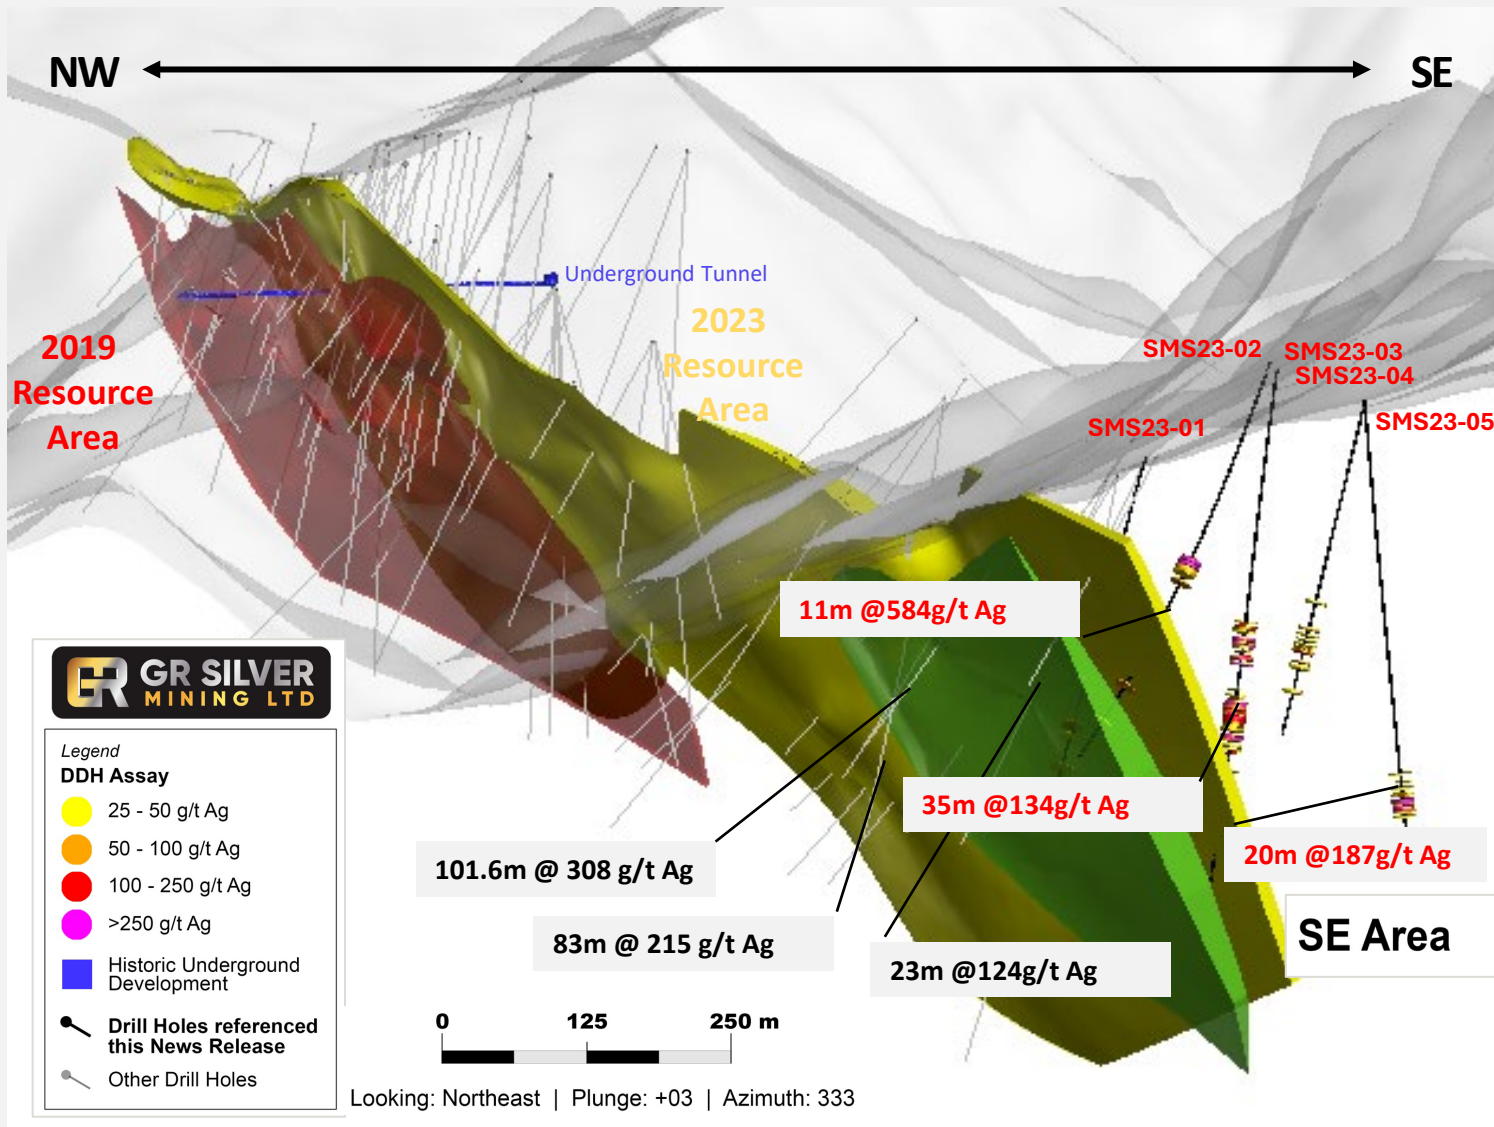 NW
SE
Underground Tunnel
2023
Resource
Area
2019
Resource
Area
SMS23-02
SMS23-03
SMS23-04
SMS23-01
SMS23-05
11m @584g/t Ag
35m @134g/t Ag
20m @187g/t Ag
101.6m @ 308 g/t Ag
83m @ 215 g/t Ag
23m @124g/t Ag
SE Area
GR GR SILVER
MINING LTD
Legend
DDH Assay
25 - 50 g/t Ag
50 - 100 g/t Ag
100 - 250 g/t Ag
>250 g/t Ag
Historic Underground
Development
Drill Holes referenced
this News Release
Other Drill Holes
0 125 250 m
Looking: Northeast | Plunge: +03 | Azimuth: 333